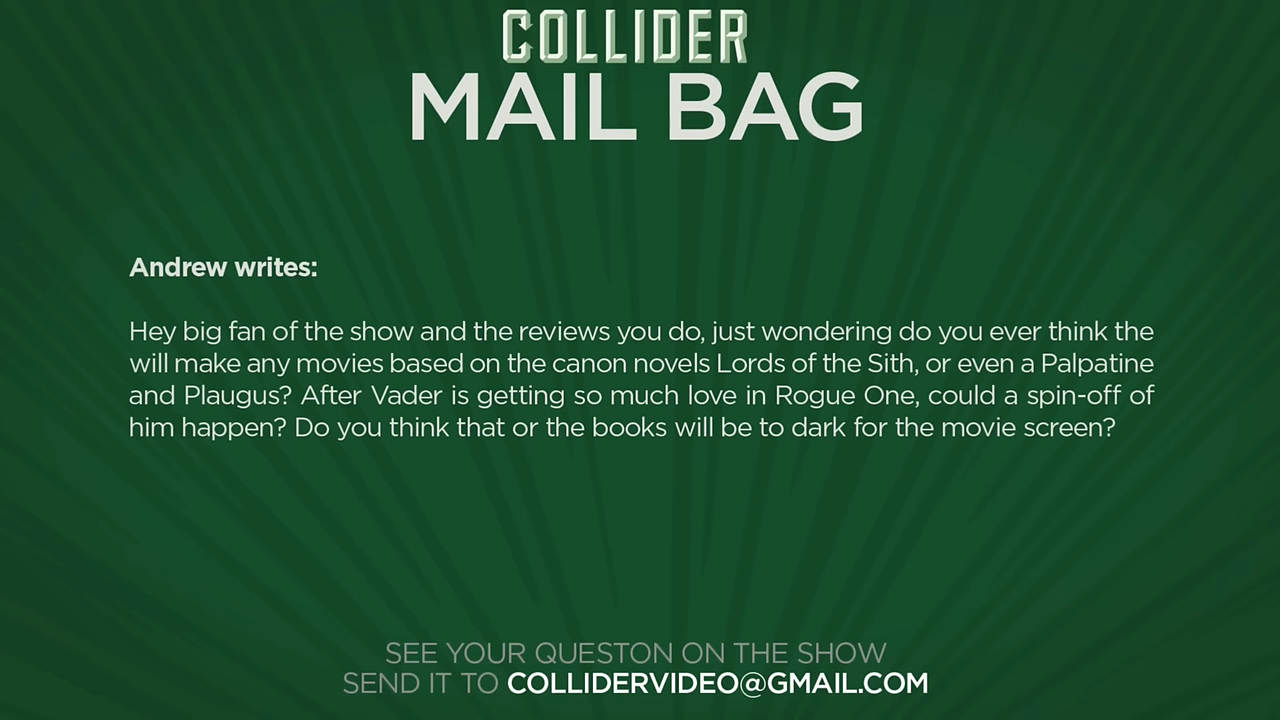 COLLIDER
MAIL BAG
Andrew writes:
Hey big fan of the show and the reviews you do, just wondering do you ever think the
will make any movies based on the canon novels Lords of the Sith, or even a Palpatine
and Plaugus? After Vader is getting so much love in Rogue One, could a spin-off of
him happen? Do you think that or the books will be to dark for the movie screen?
SEE YOUR QUESTON ON THE SHOW
SEND IT TO COLLIDERVIDEO@GMAIL.COM